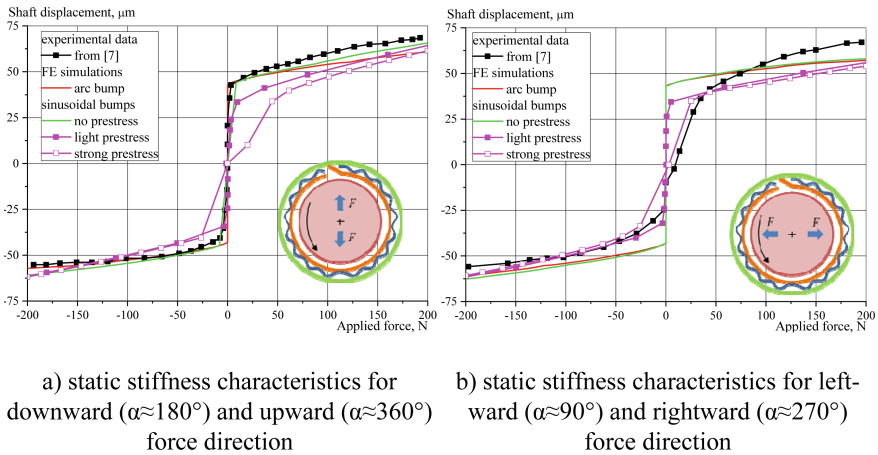 Shaft displacement, μm
75
50
25
0
-25
-50
-75
experimental data
from [7]
FE simulations
arc bump
sinusoidal bumps
no prestress
light prestress
strong prestress
F
F
-200
-150
-100
-50
0
50
100
150
200
Applied force, N
a) static stiffness characteristics for
downward (α≈180°) and upward (α≈360°)
force direction
Shaft displacement, μm
75
50
25
0
-25
-50
-75
experimental data
from [7]
FE simulations
arc bump
sinusoidal bumps
no prestress
light prestress
strong prestress
F
F
-200
-150
-100
-50
0
50
100
150
200
Applied force, N
b) static stiffness characteristics for left-
ward (α≈90°) and rightward (α≈270°)
force direction